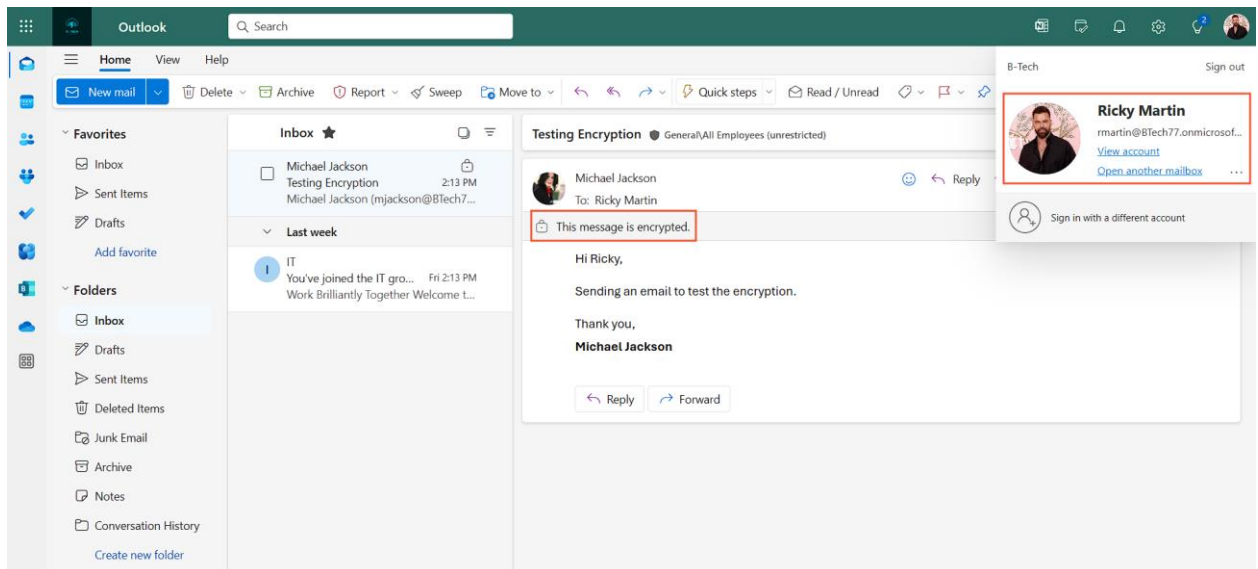 Outlook
Search
Home View Help
New mail Delete Archive Report Sweep Move to Quick steps Read / Unread
Favorites
Inbox
Sent Items
Drafts
Add favorite
Folders
Inbox
Drafts
Sent Items
Deleted Items
Junk Email
Archive
Notes
Conversation History
Create new folder
Inbox
Michael Jackson
Testing Encryption 2:13 PM
Michael Jackson (mjackson@BTech7...
Last week
I
IT
You've joined the IT gro... Fri 2:13 PM
Work Brilliantly Together Welcome t...
Testing Encryption General\All Employees (unrestricted)
Michael Jackson
To: Ricky Martin
Reply
This message is encrypted.
Hi Ricky,
Sending an email to test the encryption.
Thank you,
Michael Jackson
Reply Forward
2
B-Tech Sign out
Ricky Martin
rmartin@BTech77.onmicrosof...
View account
Open another mailbox ...
Sign in with a different account